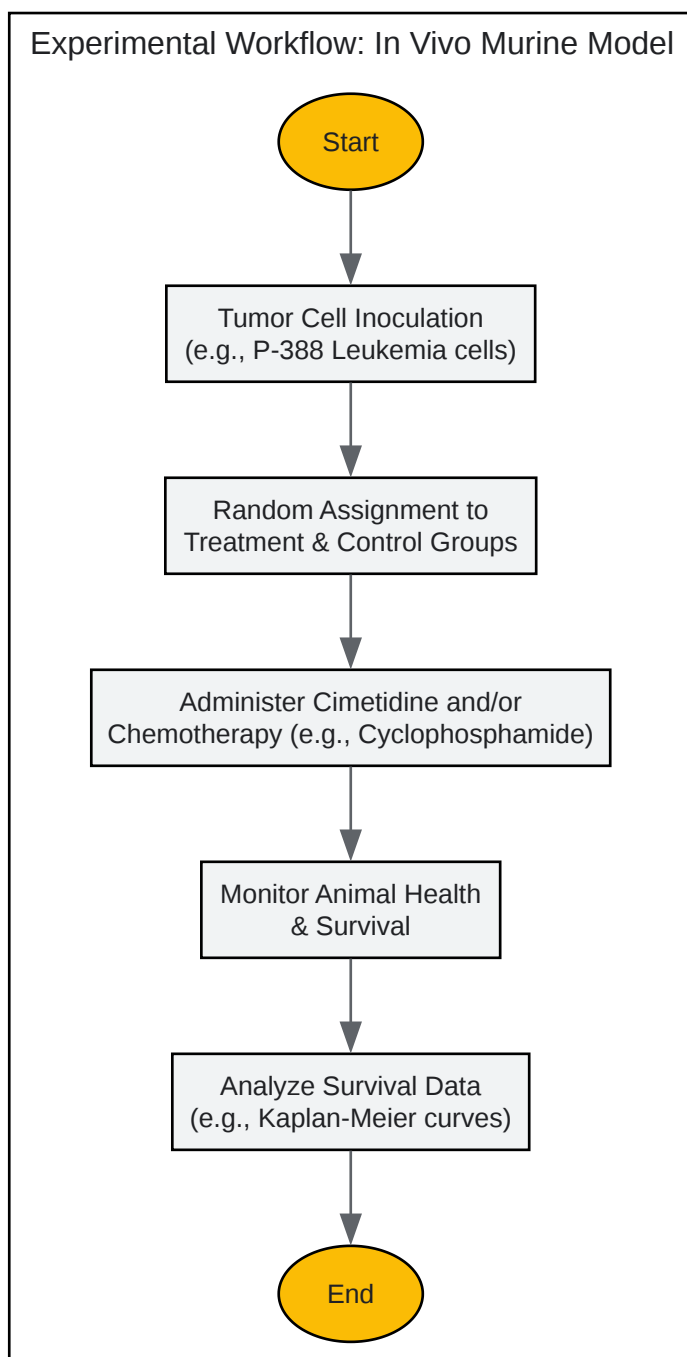 Experimental Workflow: In Vivo Murine Model
Start
Tumor Cell Inoculation
(e.g., P-388 Leukemia cells)
Random Assignment to
Treatment & Control Groups
Administer Cimetidine and/or
Chemotherapy (e.g., Cyclophosphamide)
Monitor Animal Health
& Survival
Analyze Survival Data
(e.g., Kaplan-Meier curves)
End